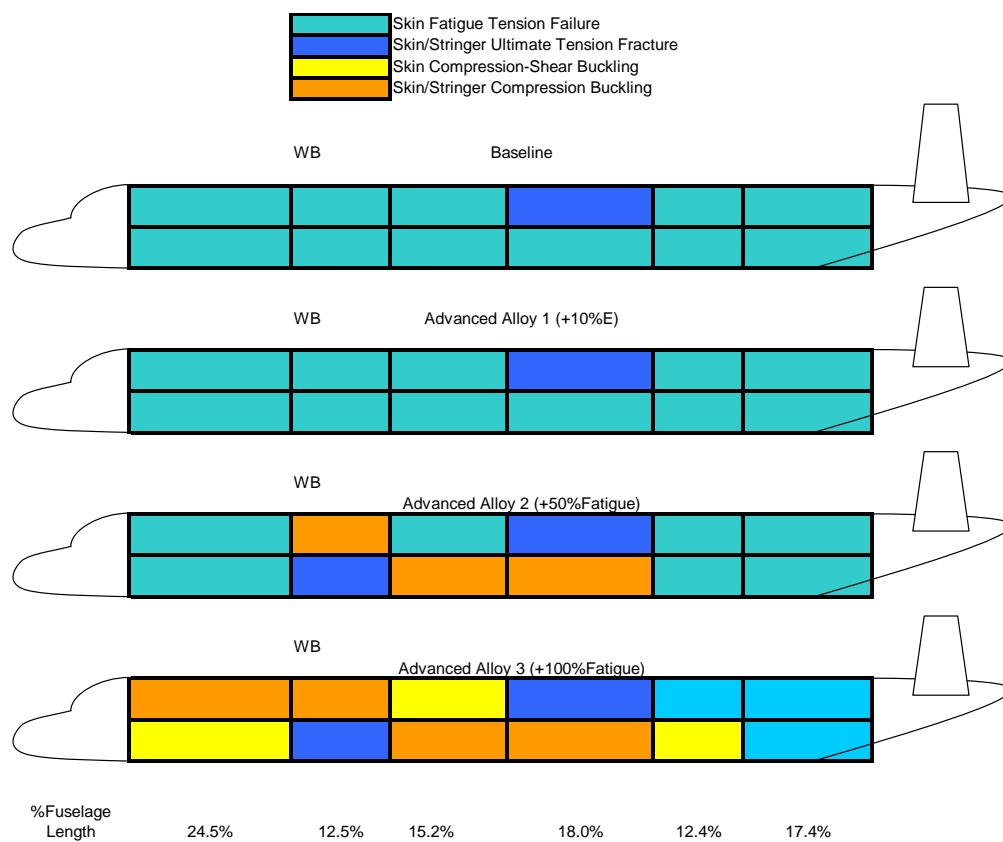 Skin Fatigue Tension Failure
Skin/Stringer Ultimate Tension Fracture
Skin Compression-Shear Buckling
Skin/Stringer Compression Buckling
WB Baseline
WB Advanced Alloy 1 (+10%E)
WB
Advanced Alloy 2 (+50%Fatigue)
WB
Advanced Alloy 3 (+100%Fatigue)
%Fuselage
Length 24.5% 12.5% 15.2% 18.0% 12.4% 17.4%